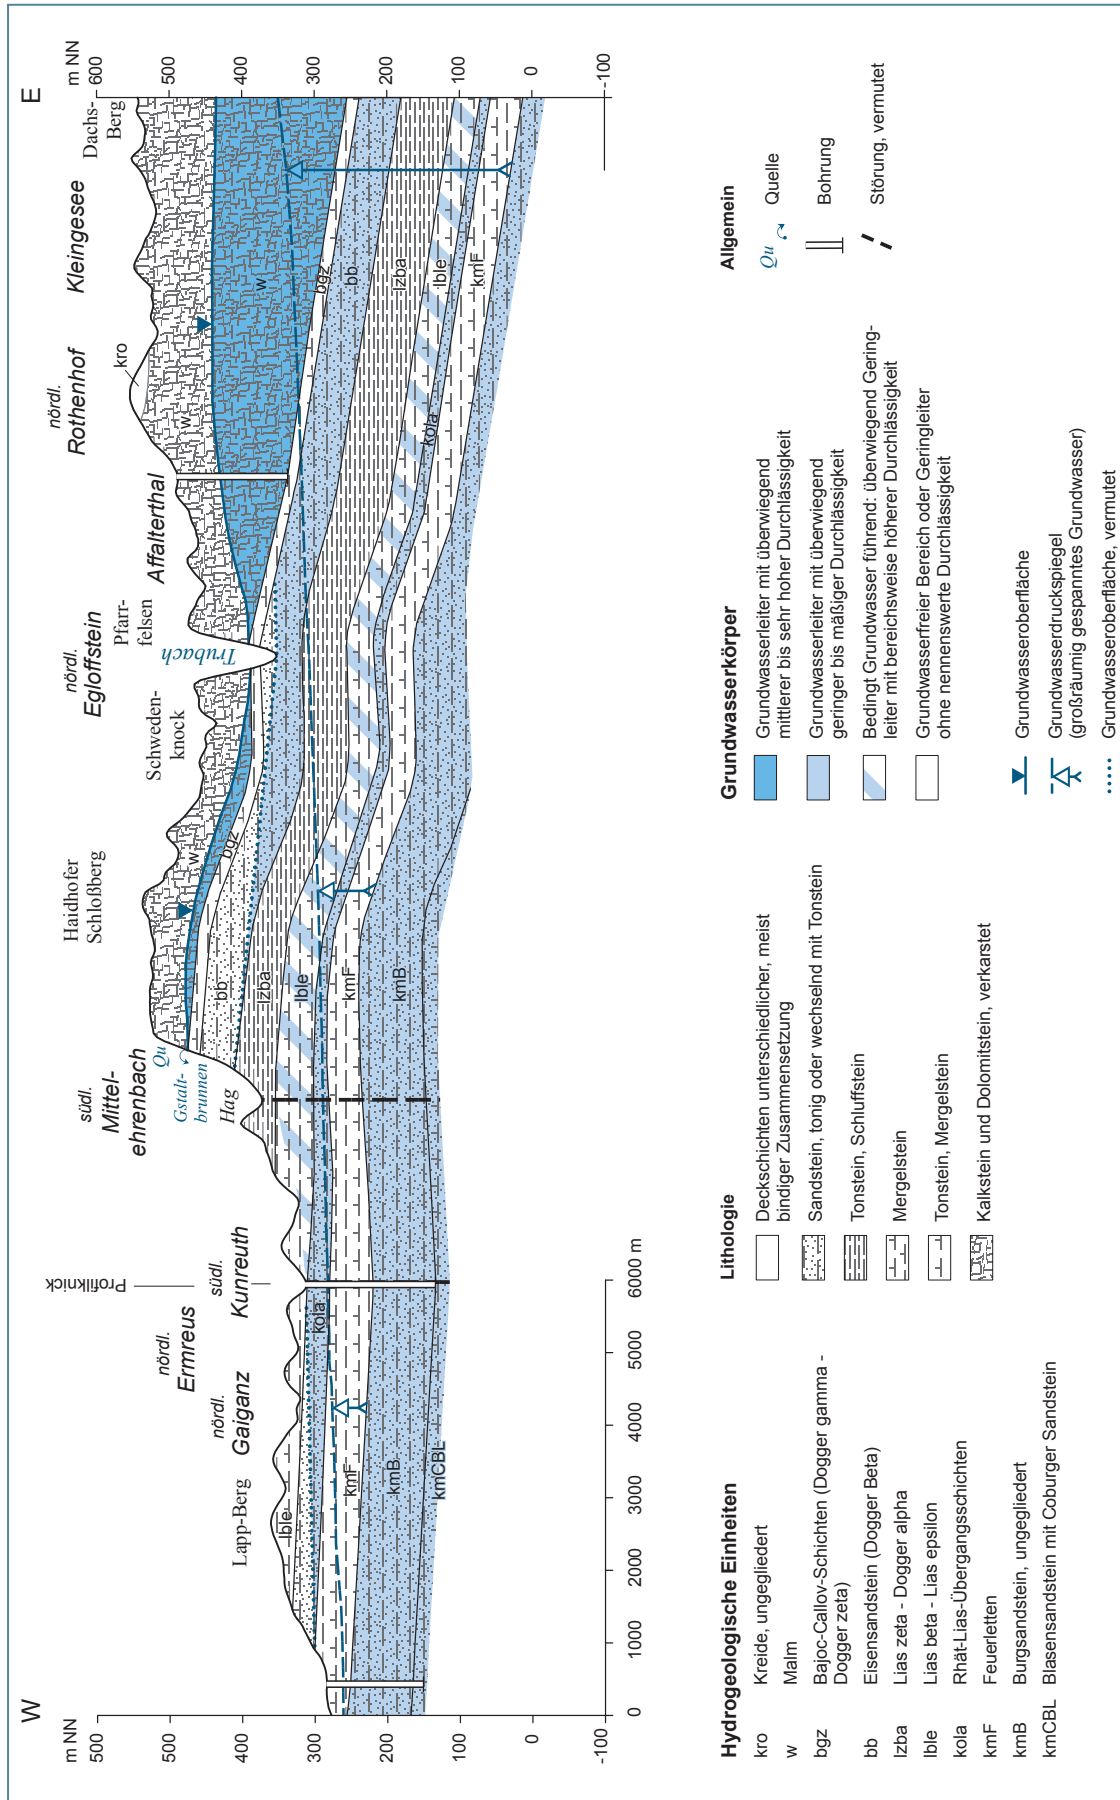 W
E
m NN
500
400
300
200
100
0
-100
m NN
600
500
400
300
200
100
0
-100
0
1000
2000
3000
4000
5000
6000 m
Lapp-Berg
nördl.
Gaiganz
nördl.
Ermreus
Profilknick
südl.
Kunreuth
südl.
Mittel-
ehrenbach
Hag
Gstalt-
brunnen
Qu
Haidhofer
Schloßberg
Schweden-
knock
nördl.
Egloffstein
Trubach
Pfarr-
felsen
Affalterthal
nördl.
Rothenhof
kro
Kleingesee
Dachs-
Berg
lble
kola
kmF
kmB
kmCBL
w
bgz
bb
lzba
lble
kmF
kmB
w
w
bgz
bb
lzba
lble
kola
kmF
Hydrogeologische Einheiten
kro Kreide, ungegliedert
w Malm
bgz Bajoc-Callov-Schichten (Dogger gamma -
Dogger zeta)
bb Eisensandstein (Dogger Beta)
lzba Lias zeta - Dogger alpha
lble Lias beta - Lias epsilon
kola Rhät-Lias-Übergangsschichten
kmF Feuerletten
kmB Burgsandstein, ungegliedert
kmCBL Blasensandstein mit Coburger Sandstein
Lithologie
Deckschichten unterschiedlicher, meist
bindiger Zusammensetzung
Sandstein, tonig oder wechselnd mit Tonstein
Tonstein, Schluffstein
Mergelstein
Tonstein, Mergelstein
Kalkstein und Dolomitstein, verkarstet
Grundwasserkörper
Grundwasserleiter mit überwiegend
mittlerer bis sehr hoher Durchlässigkeit
Grundwasserleiter mit überwiegend
geringer bis mäßiger Durchlässigkeit
Bedingt Grundwasser führend: überwiegend Gering-
leiter mit bereichsweise höherer Durchlässigkeit
Grundwasserfreier Bereich oder Geringleiter
ohne nennenswerte Durchlässigkeit
Grundwasseroberfläche
Grundwasserdruckspiegel
(großräumig gespanntes Grundwasser)
Grundwasseroberfläche, vermutet
Allgemein
Qu Quelle
Bohrung
Störung, vermutet